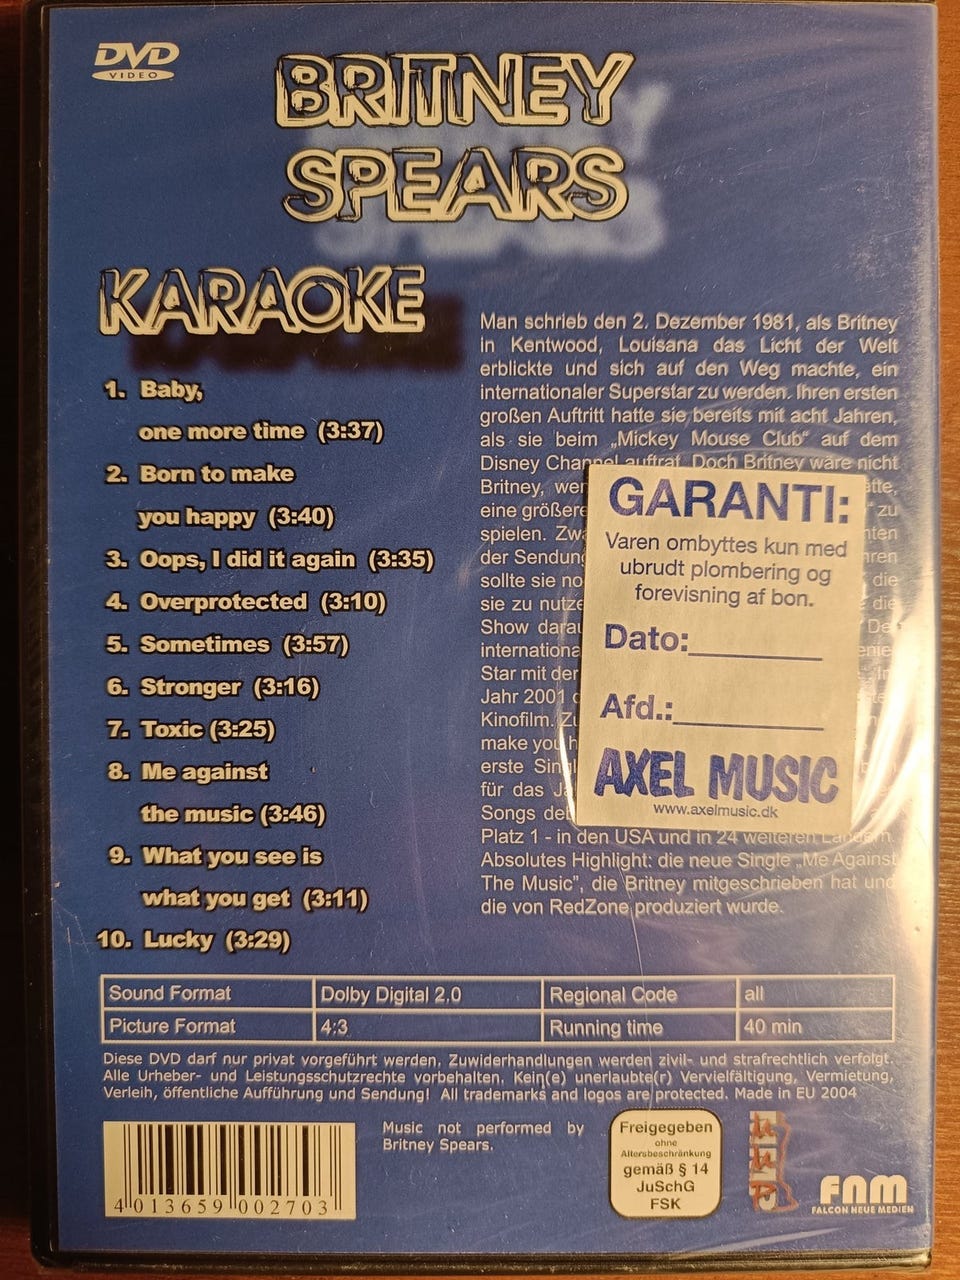 DVD
VIDEO
BRITNEY
SPEARS
KARAOKE
1. Baby,
one more time (3:37)
2. Born to make
you happy (3:40)
3. Oops, I did it again (3:35)
4. Overprotected (3:10)
5. Sometimes (3:57)
6. Stronger (3:16)
7. Toxic (3:25)
8. Me against
the music (3:46)
9. What you see is
what you get (3:11)
10. Lucky (3:29)
Man schrieb den 2. Dezember 1981, als Britney
in Kentwood, Louisana das Licht der Welt
erblickte und sich auf den Weg machte, ein
internationaler Superstar zu werden. Ihren ersten
großen Auftritt hatte sie bereits mit acht Jahren,
als sie beim „Mickey Mouse Club“ auf dem
Disney Channel auftrat. Doch Britney wäre nicht
Britney,
eine größere zu
spielen.
der Sendung
sollte sie die
sie zu
Show
Star mit
Jahr 2001
Kinofilm.
make you
erste
für das
Songs
Platz 1 - in den USA und in 24 weiteren Ländern.
Absolutes Highlight: die neue Single „Me Against
The Music“, die Britney mitgeschrieben hat und
die von RedZone produziert wurde.
GARANTI:
Varen ombyttes kun med
ubrudt plombering og
forevisning af bon.
Dato:
Afd.:
AXEL MUSIC
www.axelmusic.dk
Sound Format Dolby Digital 2.0 Regional Code all
Picture Format 4:3 Running time 40 min
Diese DVD darf nur privat vorgeführt werden. Zuwiderhandlungen werden zivil- und strafrechtlich verfolgt.
Alle Urheber- und Leistungsschutzrechte vorbehalten. Kein(e) unerlaubte(r) Vervielfältigung, Vermietung,
Verleih, öffentliche Aufführung und Sendung! All trademarks and logos are protected. Made in EU 2004
4 013659 002703
Music not performed by
Britney Spears.
Freigegeben
ohne
Altersbeschränkung
gemäß § 14
JuSchG
FSK
FNM
FALCON NEUE MEDIEN